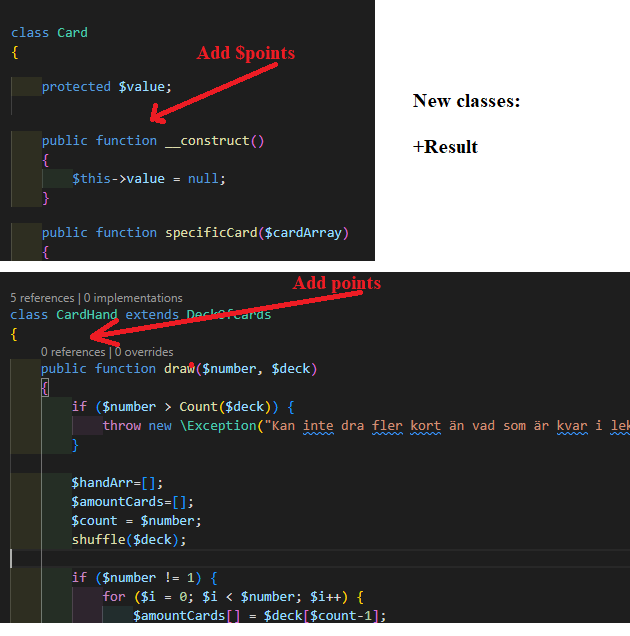 class Card
{
Add $points
protected $value;
public function __construct()
{
$this->value = null;
}
public function specificCard($cardArray)
{
New classes:
+Result
Add points
5 references | 0 implementations
class CardHand extends DeckOfCards
{
0 references | 0 overrides
public function draw($number, $deck)
{
if ($number > Count($deck)) {
throw new \Exception("Kan inte dra fler kort än vad som är kvar i lek
}
$handArr=[];
$amountCards=[];
$count = $number;
shuffle($deck);
if ($number != 1) {
for ($i = 0; $i < $number; $i++) {
$amountCards[] = $deck[$count-1];